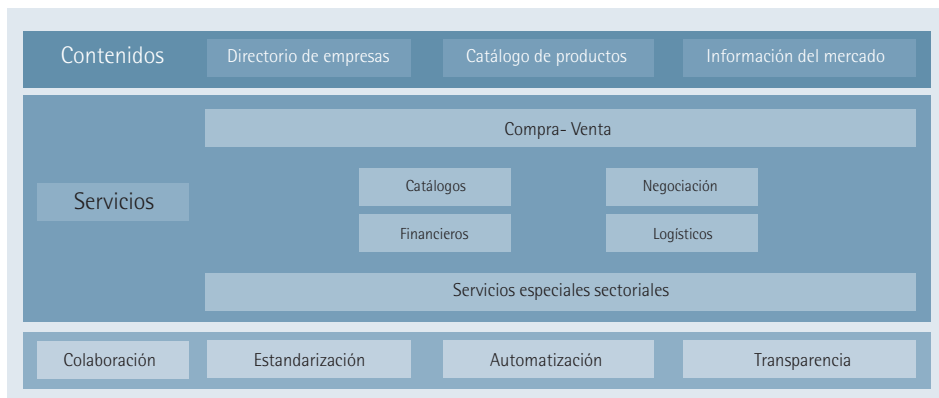 Contenidos
Directorio de empresas
Catálogo de productos
Información del mercado
Compra- Venta
Servicios
Catálogos
Negociación
Financieros
Logísticos
Servicios especiales sectoriales
Colaboración
Estandarización
Automatización
Transparencia